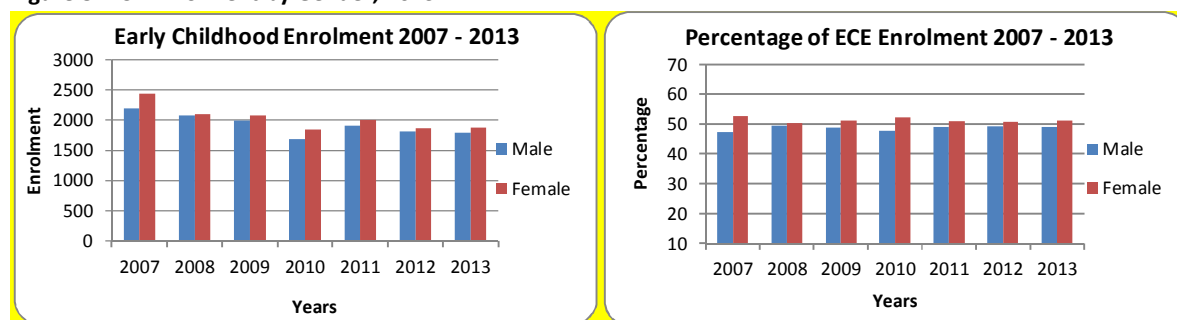 Early Childhood Enrolment 2007 - 2013
3000
2500
2000
1500
1000
500
0
Enrolment
2007 2008 2009 2010 2011 2012 2013
Years
Male
Female
Percentage of ECE Enrolment 2007 - 2013
70
60
50
40
30
20
10
Percentage
2007 2008 2009 2010 2011 2012 2013
Years
Male
Female